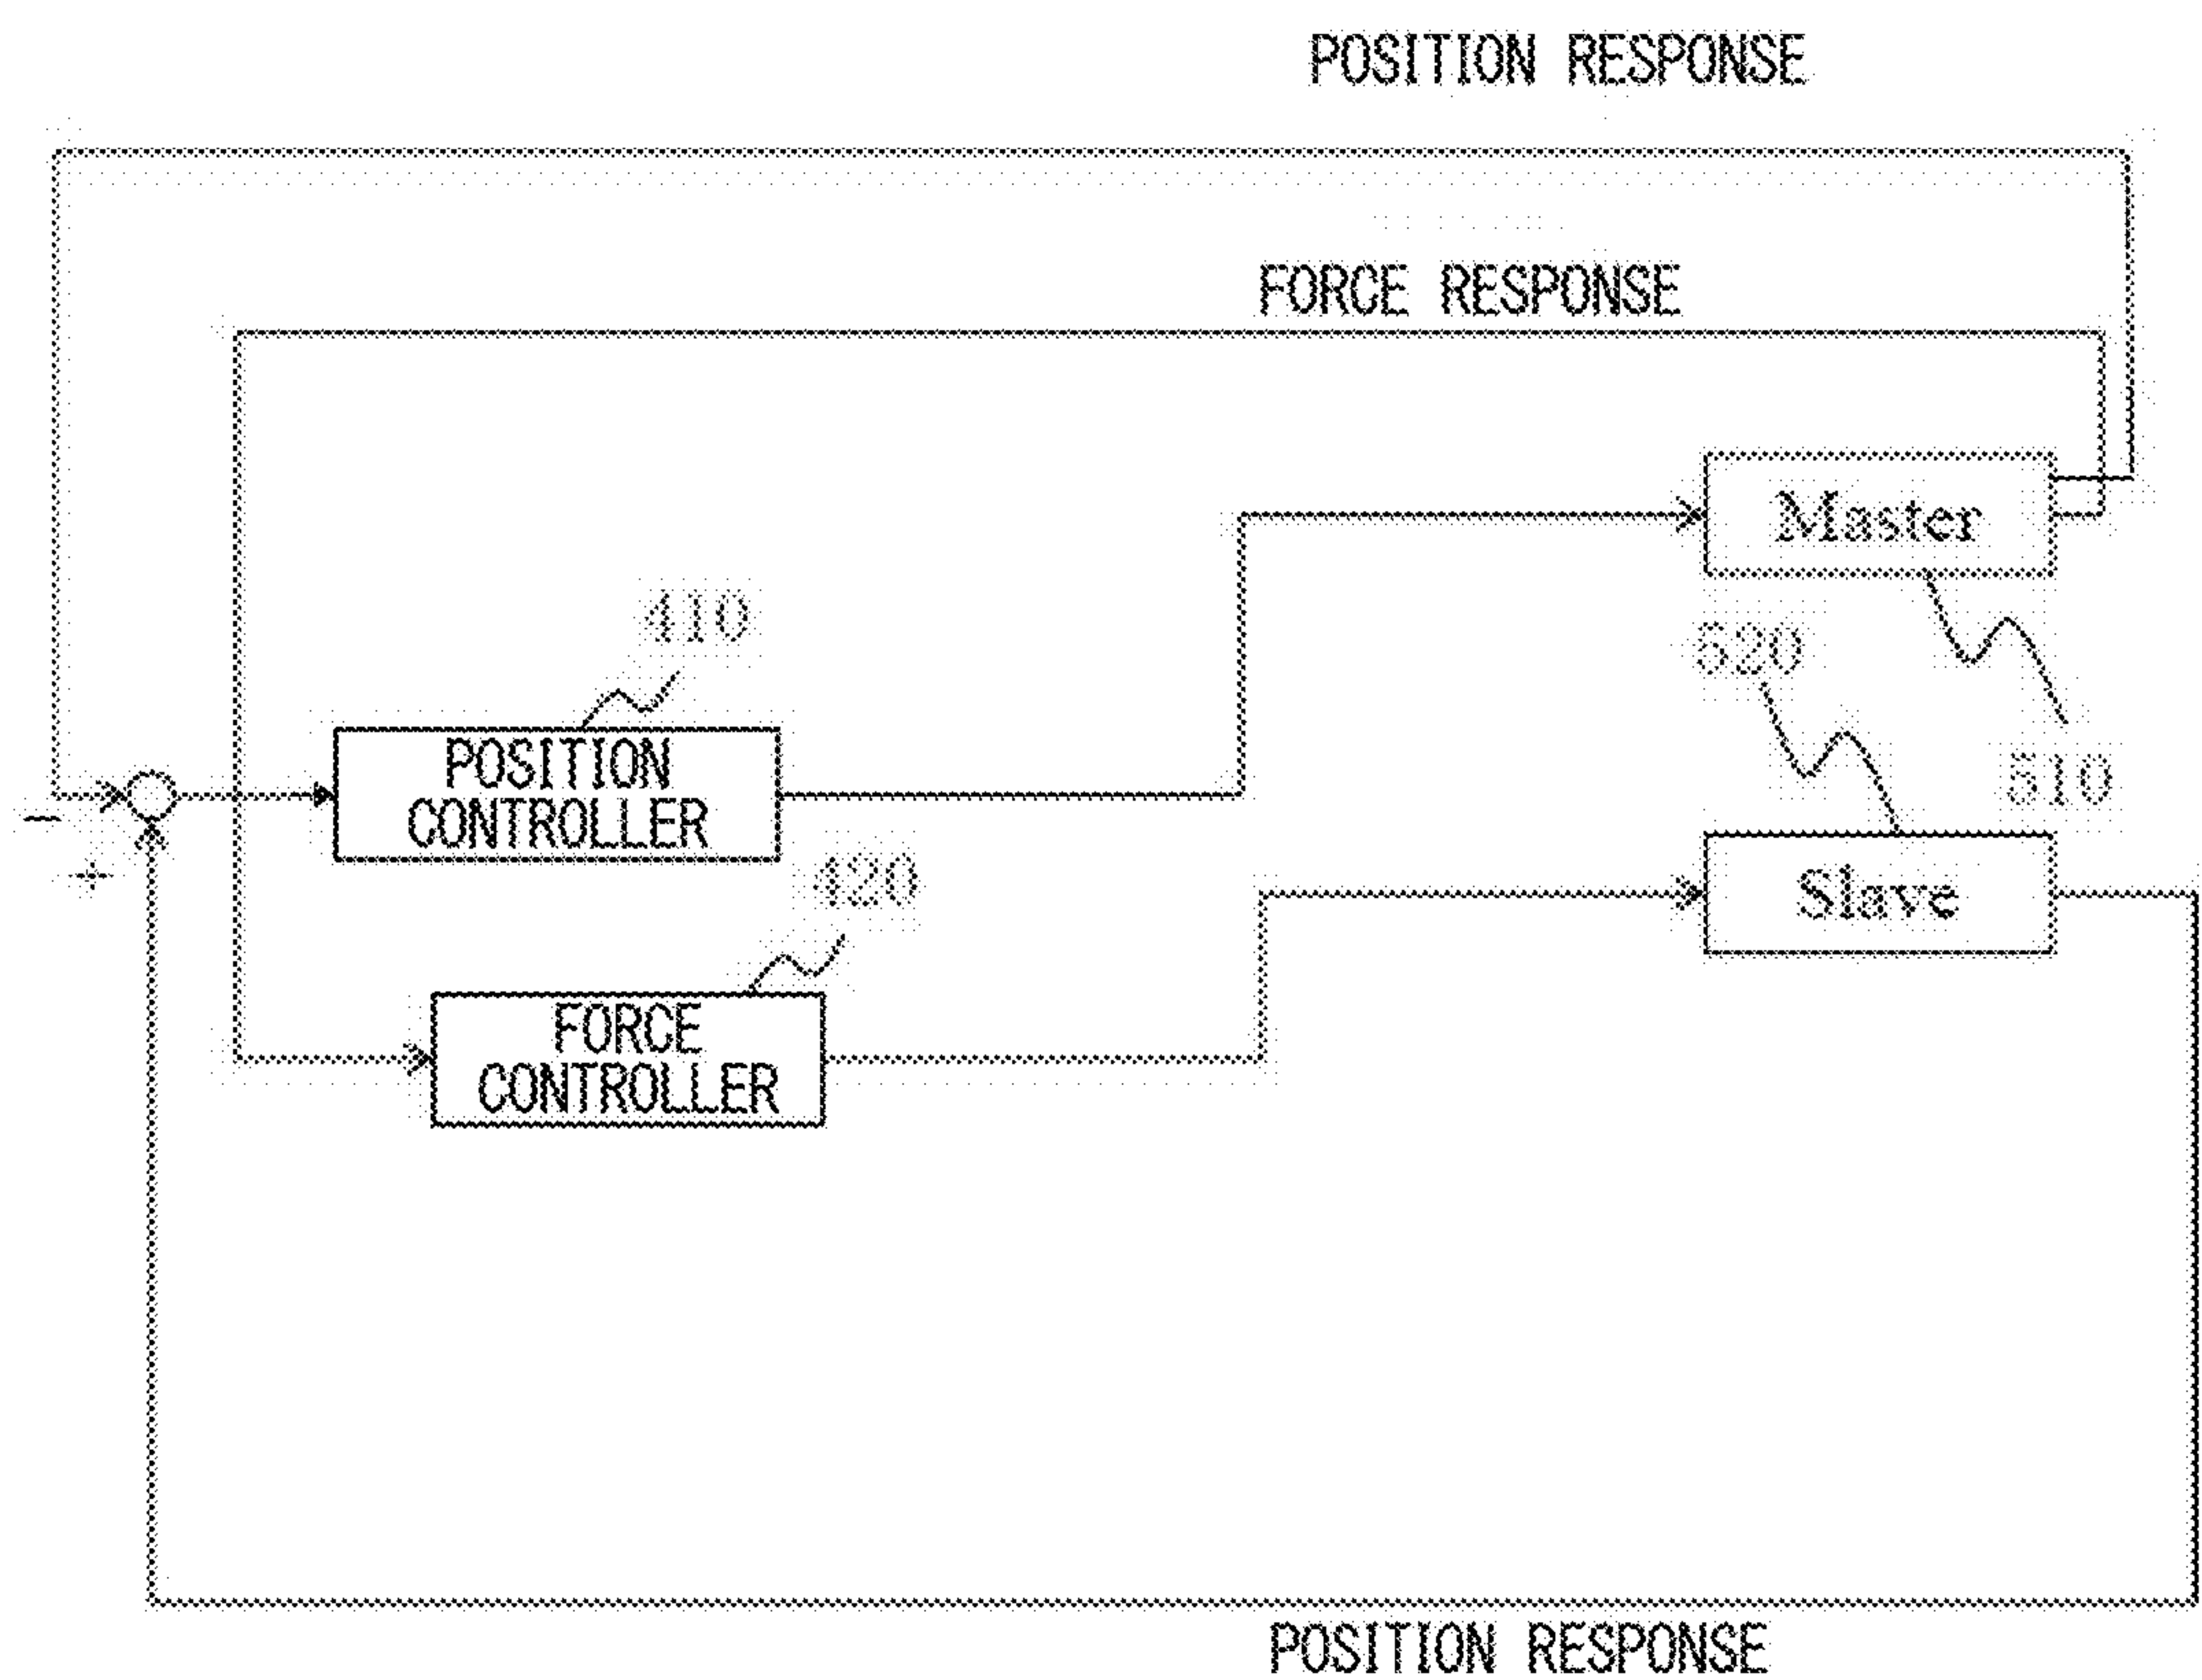 POSITION RESPONSE
FORCE RESPONSE
Master
410
520
POSITION
CONTROLLER
510
-
+
420
Slave
FORCE
CONTROLLER
POSITION RESPONSE